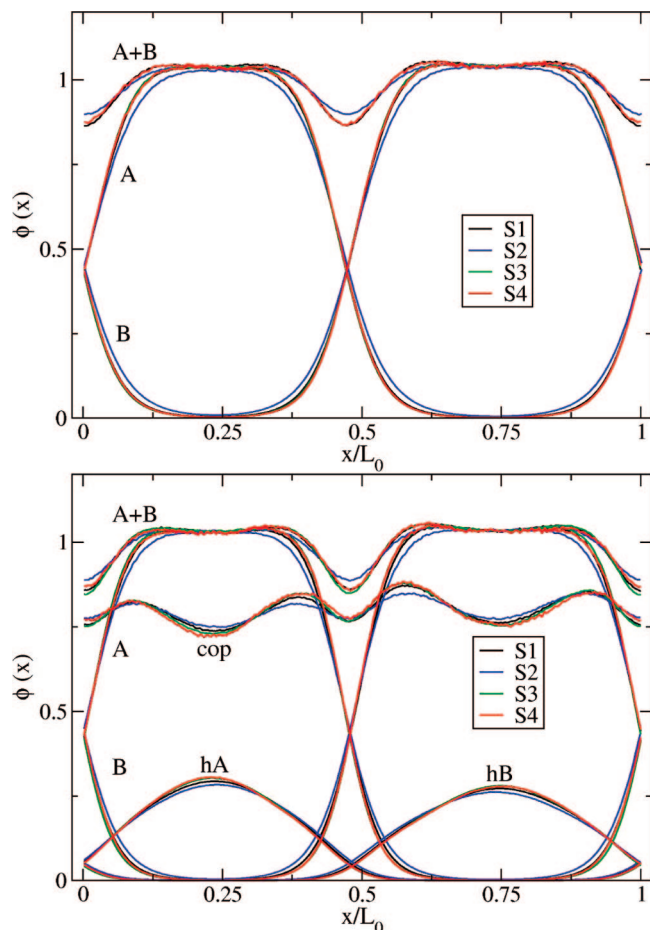 A+B
1
A
ϕ (x)
S1
S2
S3
S4
0.5
B
0
0 0.25 0.5 0.75 1
x/L₀
A+B
1
A
cop
ϕ (x)
S1
S2
S3
S4
0.5
B hA hB
0
0 0.25 0.5 0.75 1
x/L₀